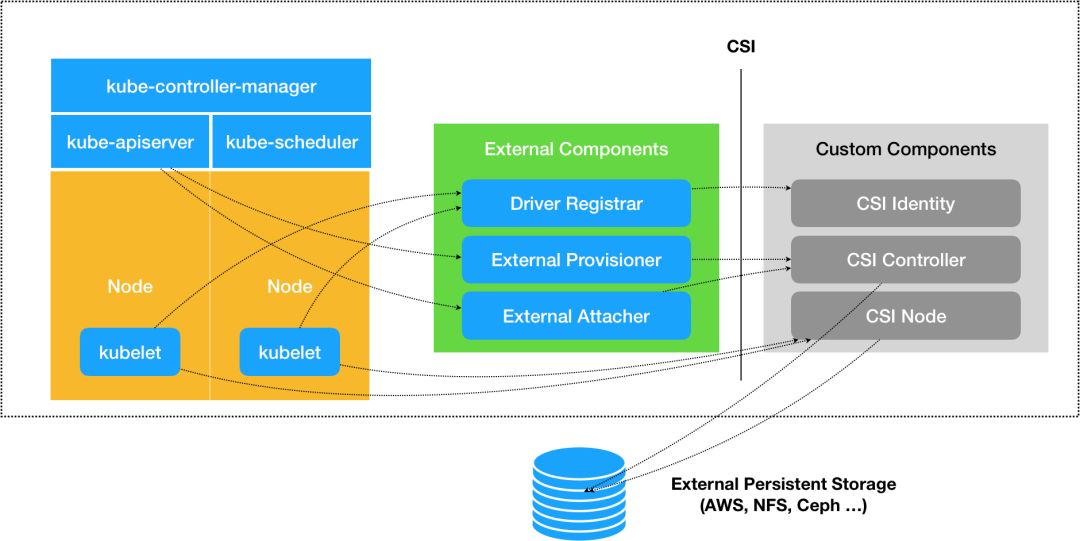 CSI
kube-controller-manager
kube-apiserver
kube-scheduler
External Components
Custom Components
Driver Registrar
CSI Identity
External Provisioner
CSI Controller
Node
Node
External Attacher
CSI Node
kubelet
kubelet
External Persistent Storage
(AWS, NFS, Ceph ...)